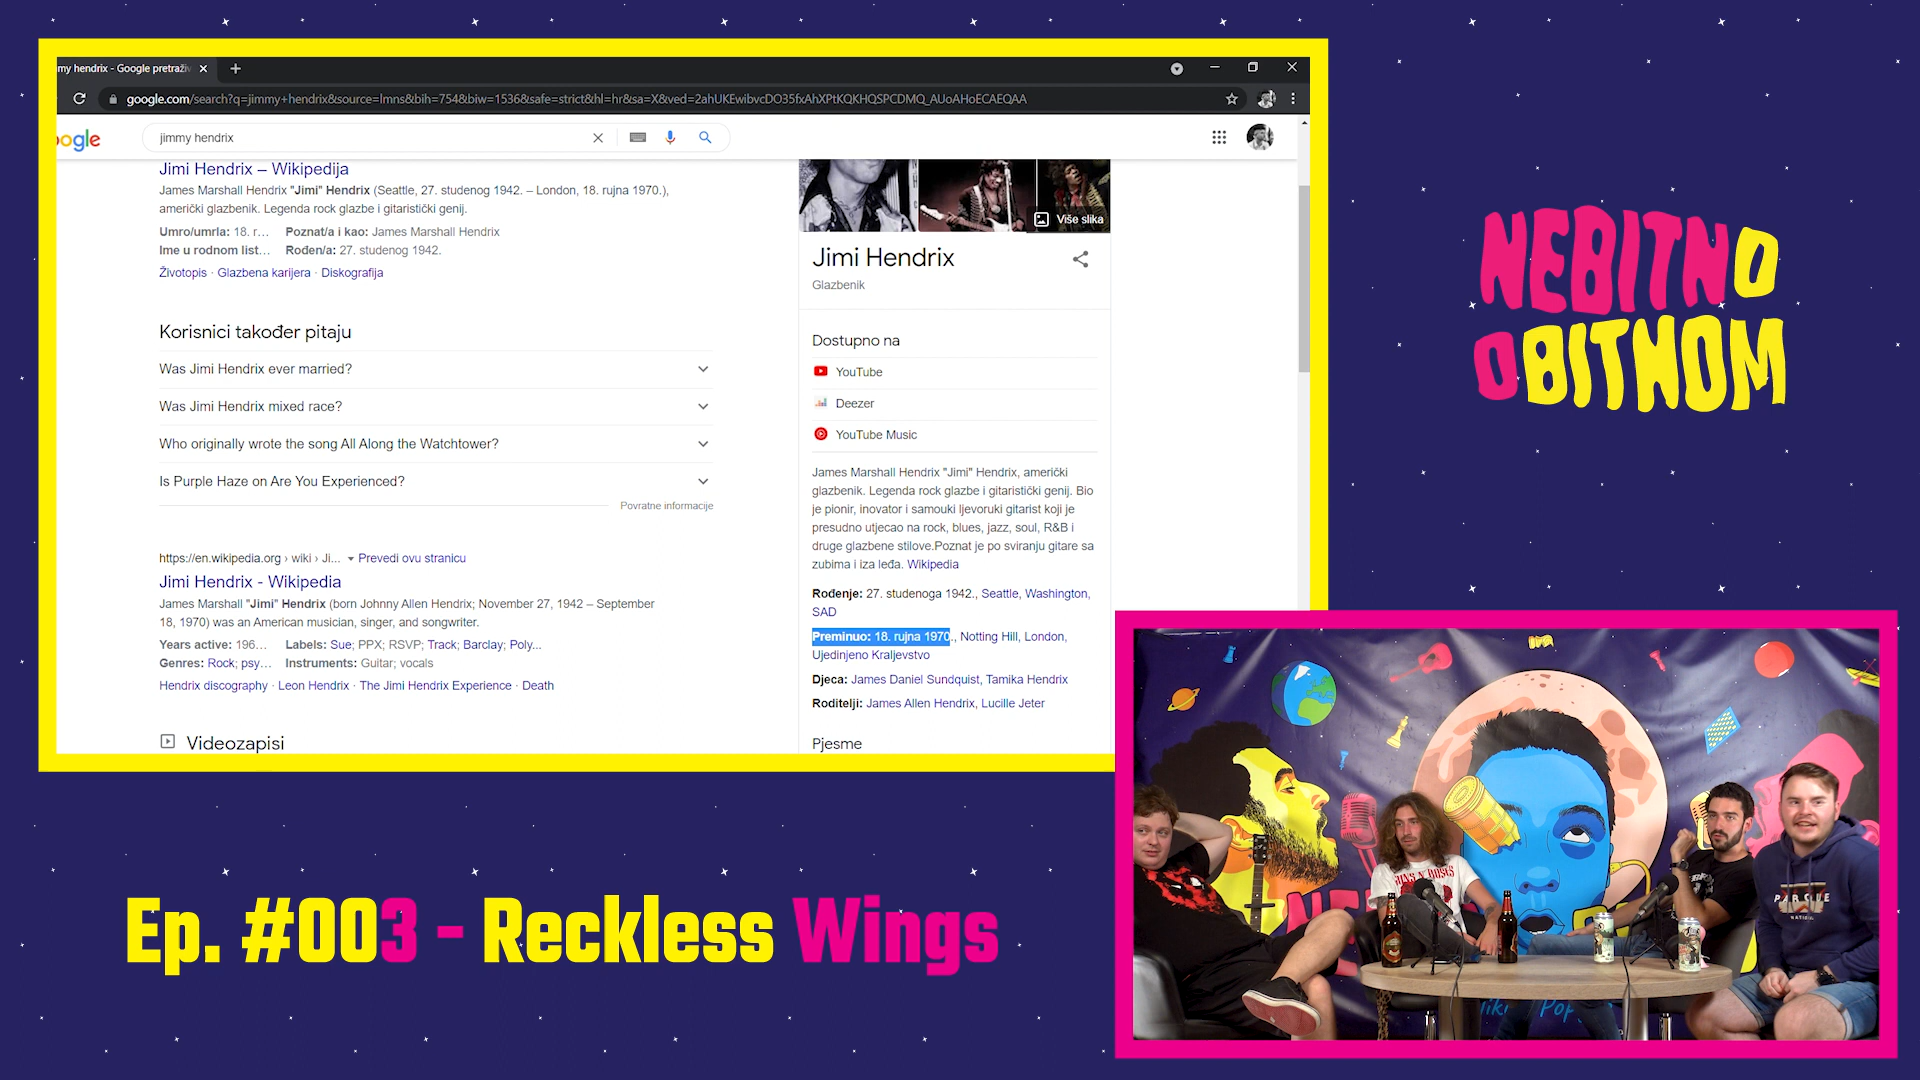 my hendrix - Google pretraživ
google.com/search?q=jimmy+hendrix&source=lmns&bih=754&biw=1536&safe=strict&hl=hr&sa=X&ved=2ahUKEwibvcDO35fxAhXPtKQKHQSPCDMQ_AUoAHoECAEQAA
oogle
jimmy hendrix
Jimi Hendrix – Wikipedija
James Marshall Hendrix "Jimi" Hendrix (Seattle, 27. studenog 1942. – London, 18. rujna 1970.),
američki glazbenik. Legenda rock glazbe i gitaristički genij.
Umro/umrla: 18. r... Poznat/a i kao: James Marshall Hendrix
Ime u rodnom list... Rođen/a: 27. studenog 1942.
Životopis · Glazbena karijera · Diskografija
Korisnici također pitaju
Was Jimi Hendrix ever married?
Was Jimi Hendrix mixed race?
Who originally wrote the song All Along the Watchtower?
Is Purple Haze on Are You Experienced?
Povratne informacije
https://en.wikipedia.org › wiki › Ji... Prevedi ovu stranicu
Jimi Hendrix - Wikipedia
James Marshall "Jimi" Hendrix (born Johnny Allen Hendrix; November 27, 1942 – September
18, 1970) was an American musician, singer, and songwriter.
Years active: 196... Labels: Sue; PPX; RSVP; Track; Barclay; Poly...
Genres: Rock; psy... Instruments: Guitar; vocals
Hendrix discography · Leon Hendrix · The Jimi Hendrix Experience · Death
Videozapisi
Više slika
Jimi Hendrix
Glazbenik
Dostupno na
YouTube
Deezer
YouTube Music
James Marshall Hendrix "Jimi" Hendrix, američki
glazbenik. Legenda rock glazbe i gitaristički genij. Bio
je pionir, inovator i samouki ljevoruki gitarist koji je
presudno utjecao na rock, blues, jazz, soul, R&B i
druge glazbene stilove.Poznat je po sviranju gitare sa
zubima i iza leđa. Wikipedia
Rođenje: 27. studenoga 1942., Seattle, Washington,
SAD
Preminuo: 18. rujna 1970., Notting Hill, London,
Ujedinjeno Kraljevstvo
Djeca: James Daniel Sundquist, Tamika Hendrix
Roditelji: James Allen Hendrix, Lucille Jeter
Pjesme
NEBITNO
OBITNOM
GUNS N' ROSES
PARQUE
NATIONAL
Ep. #003 - Reckless Wings